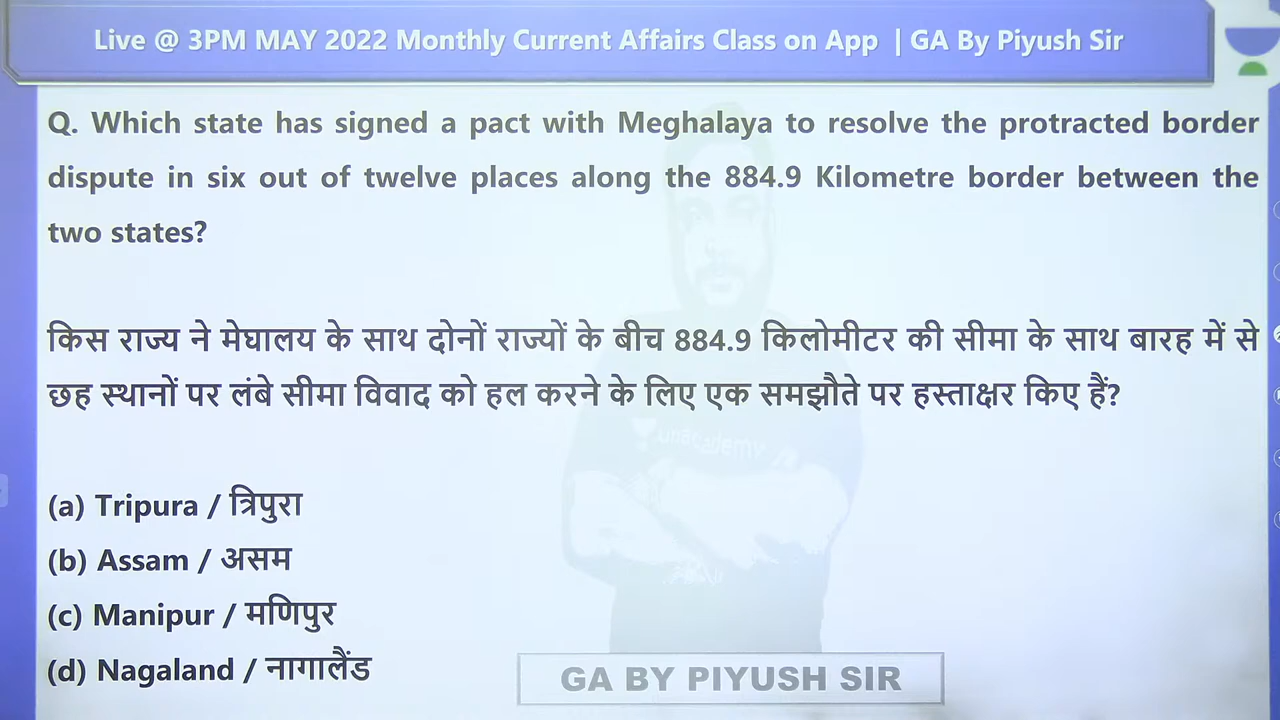 Live @ 3PM MAY 2022 Monthly Current Affairs Class on App | GA By Piyush Sir
Q. Which state has signed a pact with Meghalaya to resolve the protracted border
dispute in six out of twelve places along the 884.9 Kilometre border between the
two states?
किस राज्य ने मेघालय के साथ दोनों राज्यों के बीच 884.9 किलोमीटर की सीमा के साथ बारह में से
छह स्थानों पर लंबे सीमा विवाद को हल करने के लिए एक समझौते पर हस्ताक्षर किए हैं?
unacademy
(a) Tripura / त्रिपुरा
(b) Assam / असम
(c) Manipur / मणिपुर
(d) Nagaland / नागालैंड
GA BY PIYUSH SIR